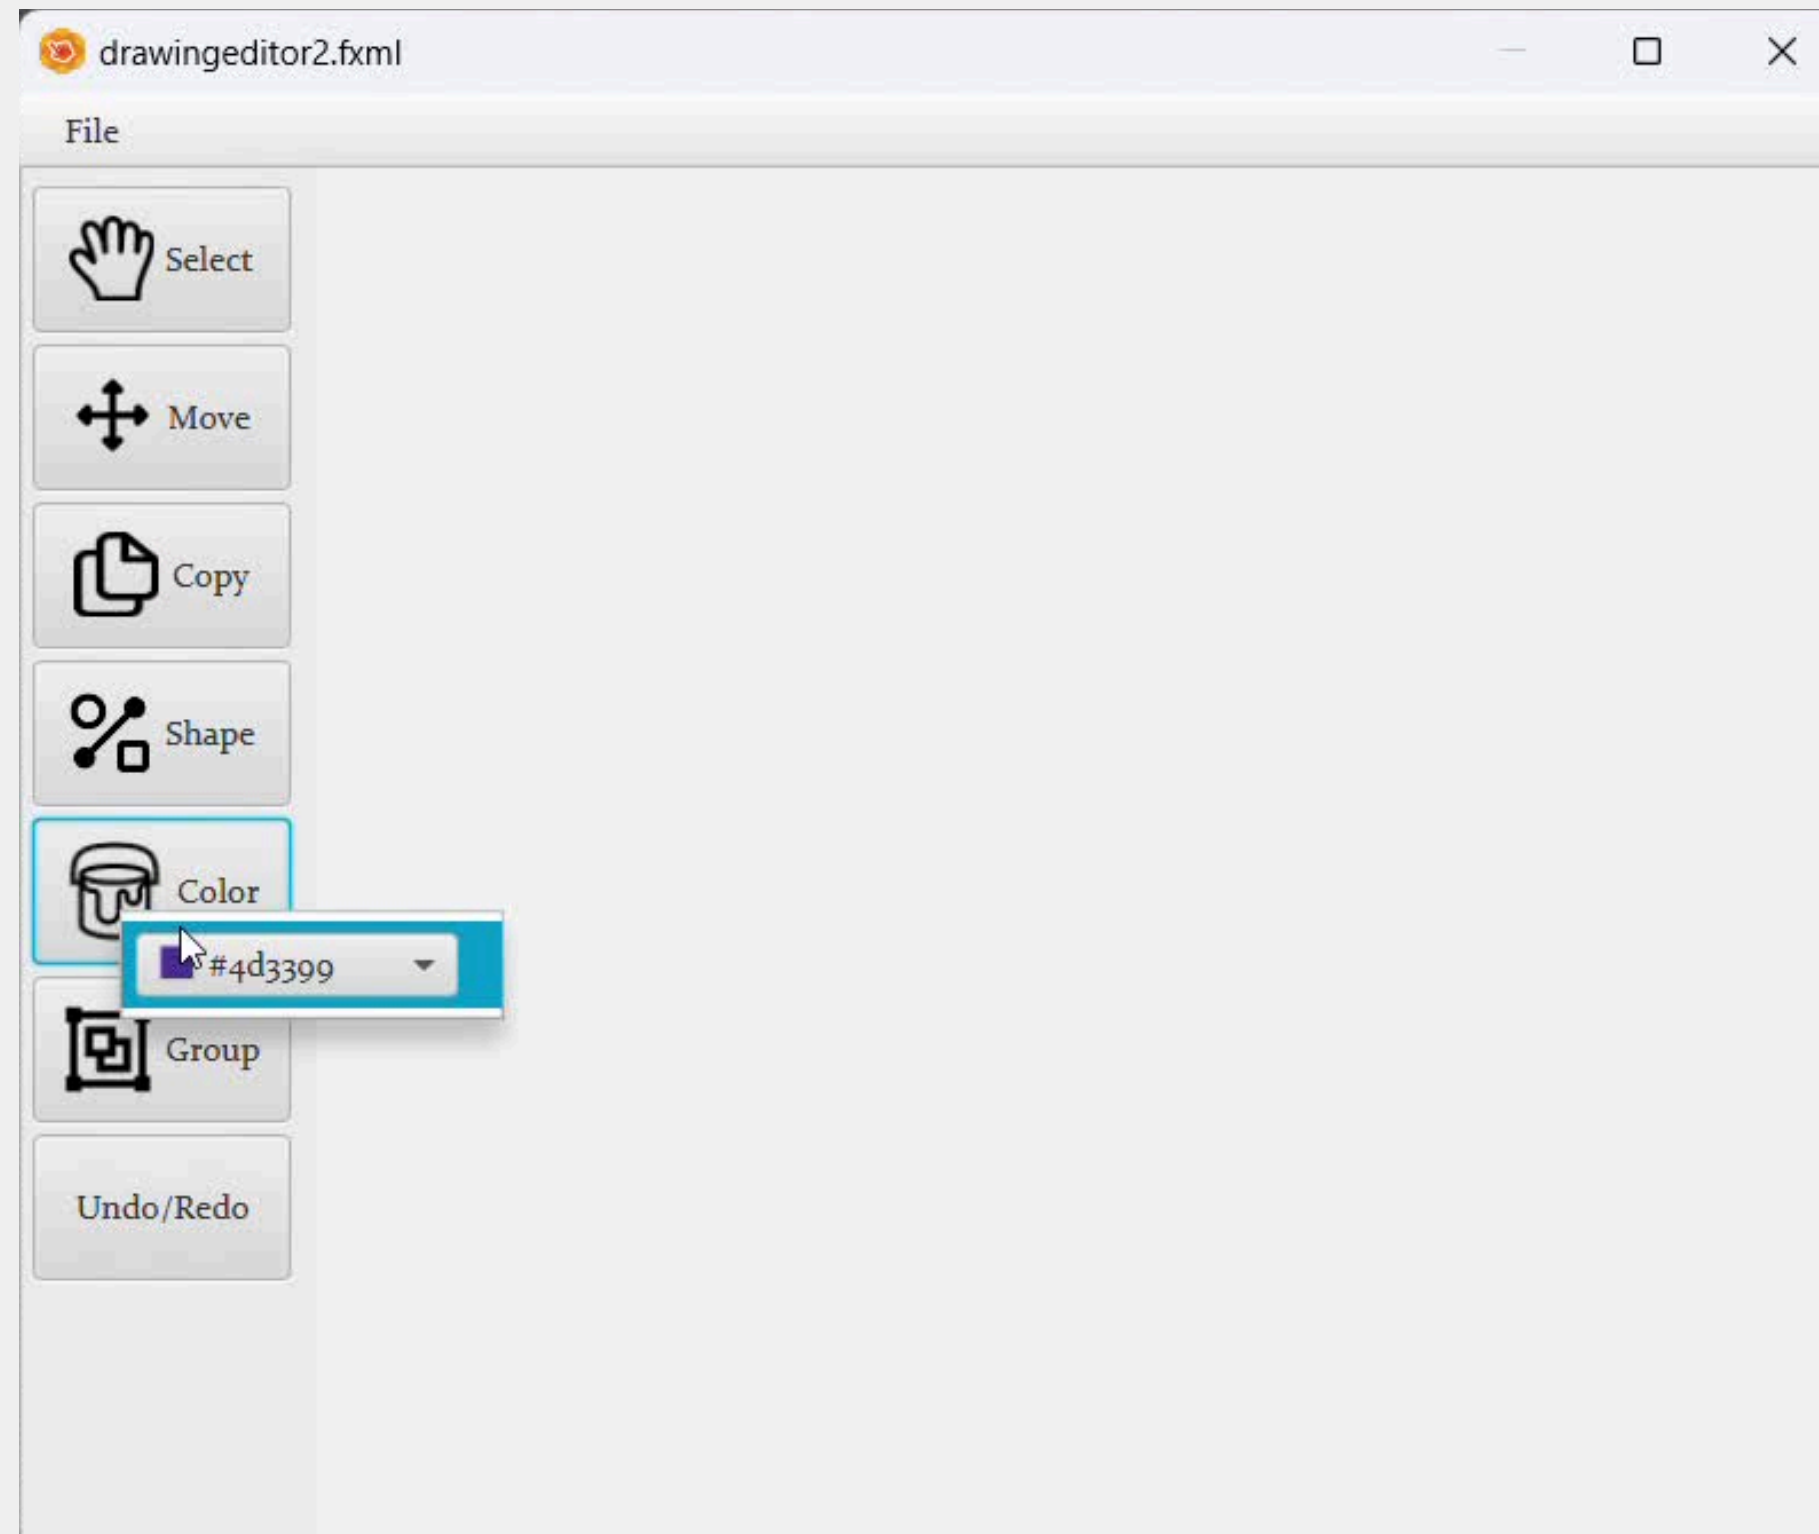 drawingeditor2.fxml
File
Select
Move
Copy
Shape
Color
#4d3399
Group
Undo/Redo